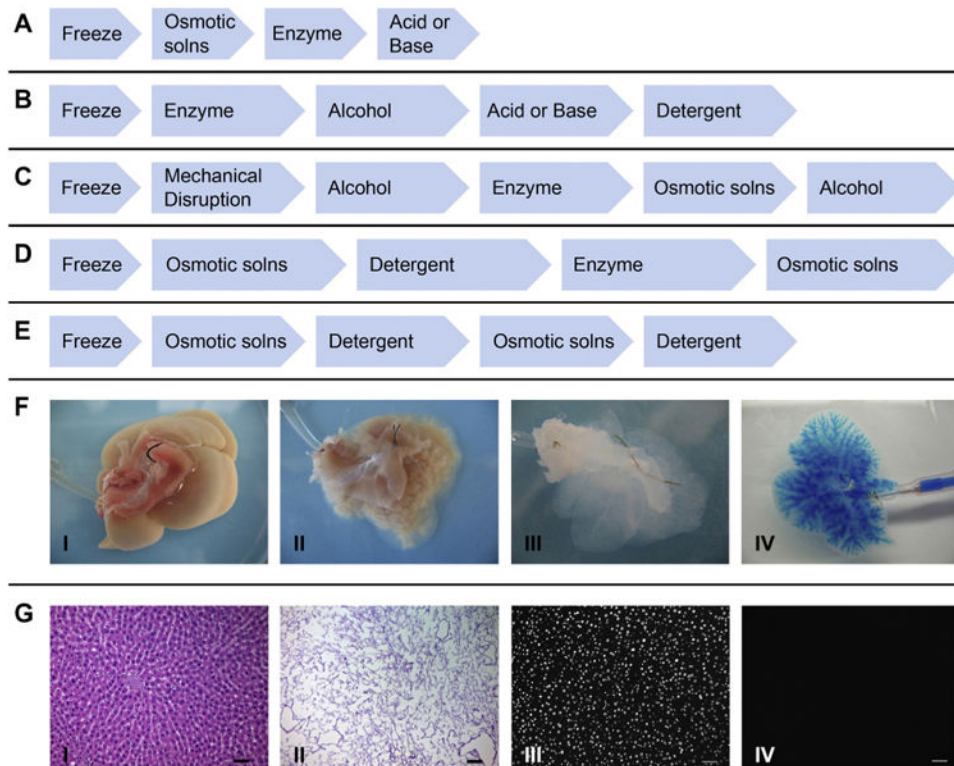 A
Freeze
Osmotic
solns
Enzyme
Acid or
Base
B
Freeze
Enzyme
Alcohol
Acid or Base
Detergent
C
Freeze
Mechanical
Disruption
Alcohol
Enzyme
Osmotic solns
Alcohol
D
Freeze
Osmotic solns
Detergent
Enzyme
Osmotic solns
E
Freeze
Osmotic solns
Detergent
Osmotic solns
Detergent
F
I
II
III
IV
G
I
II
III
IV